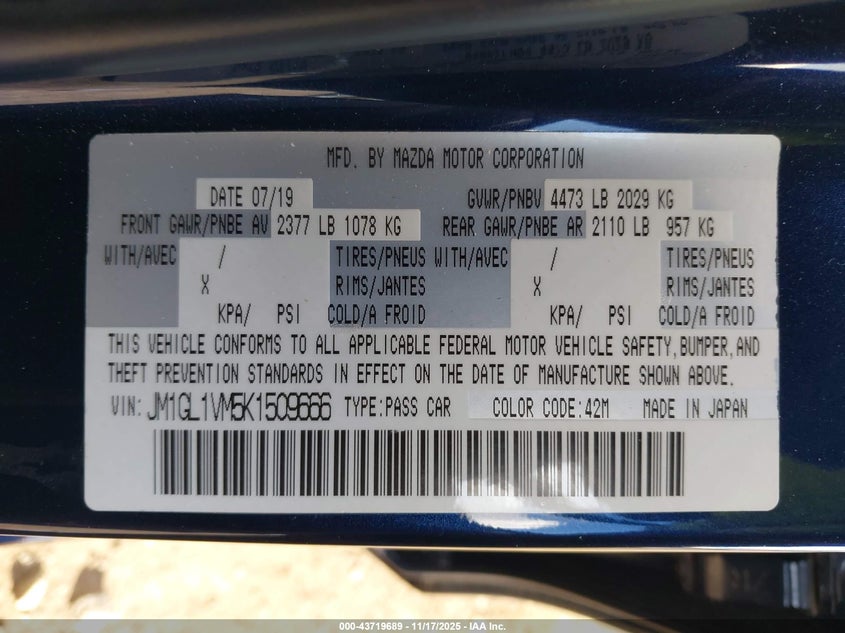 MFD. BY MAZDA MOTOR CORPORATION
DATE 07/19 GVWR/PNBV 4473 LB 2029 KG
FRONT GAWR/PNBE AV 2377 LB 1078 KG REAR GAWR/PNBE AR 2110 LB 957 KG
WITH/AVEC / TIRES/PNEUS WITH/AVEC / TIRES/PNEUS
X RIMS/JANTES X RIMS/JANTES
KPA/ PSI COLD/A FROID KPA/ PSI COLD/A FROID
THIS VEHICLE CONFORMS TO ALL APPLICABLE FEDERAL MOTOR VEHICLE SAFETY, BUMPER, AND
THEFT PREVENTION STANDARDS IN EFFECT ON THE DATE OF MANUFACTURE SHOWN ABOVE.
VIN: JM1GL1VM5K1509666 TYPE:PASS CAR COLOR CODE:42M MADE IN JAPAN
000-43719689 - 11/17/2025 - IAA Inc.